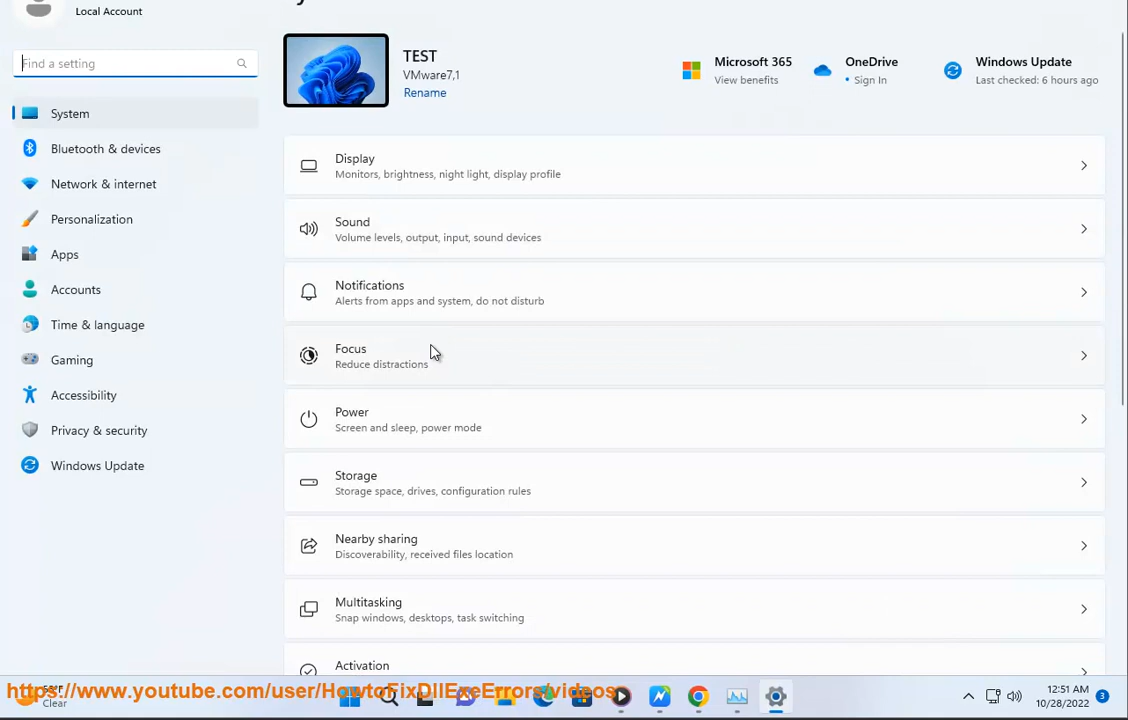 Local Account
Find a setting
TEST
VMware7,1
Rename
Microsoft 365
View benefits
OneDrive
• Sign In
Windows Update
Last checked: 6 hours ago
System
Bluetooth & devices
Network & internet
Personalization
Apps
Accounts
Time & language
Gaming
Accessibility
Privacy & security
Windows Update
Display
Monitors, brightness, night light, display profile
Sound
Volume levels, output, input, sound devices
Notifications
Alerts from apps and system, do not disturb
Focus
Reduce distractions
Power
Screen and sleep, power mode
Storage
Storage space, drives, configuration rules
Nearby sharing
Discoverability, received files location
Multitasking
Snap windows, desktops, task switching
Activation
https://www.youtube.com/user/HowtoFixDllExeErrors/videos
Clear
12:51 AM
10/28/2022
3